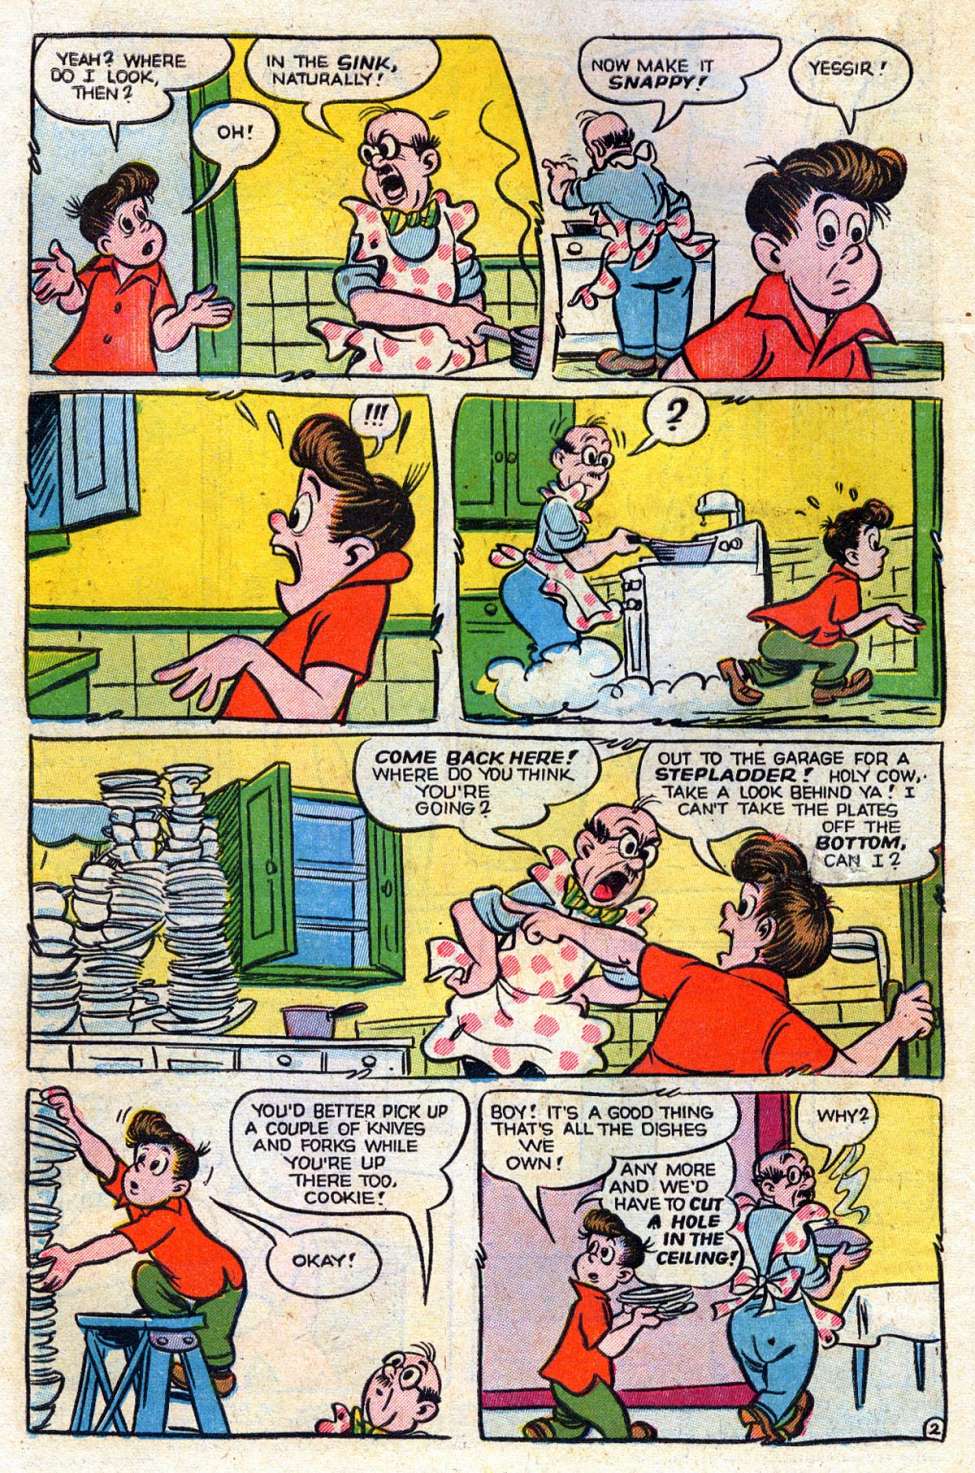 YEAH? WHERE
DO I LOOK,
THEN?
OH!
IN THE SINK,
NATURALLY!
NOW MAKE IT
SNAPPY!
YESSIR!
!!!
?
COME BACK HERE!
WHERE DO YOU THINK
YOU'RE
GOING?
OUT TO THE GARAGE FOR A
STEPLADDER! HOLY COW,
TAKE A LOOK BEHIND YA! I
CAN'T TAKE THE PLATES
OFF THE
BOTTOM,
CAN I?
YOU'D BETTER PICK UP
A COUPLE OF KNIVES
AND FORKS WHILE
YOU'RE UP
THERE TOO,
COOKIE!
OKAY!
BOY! IT'S A GOOD THING
THAT'S ALL THE DISHES
WE
OWN!
ANY MORE
AND WE'D
HAVE TO CUT
A HOLE
IN THE
CEILING!
WHY?
2